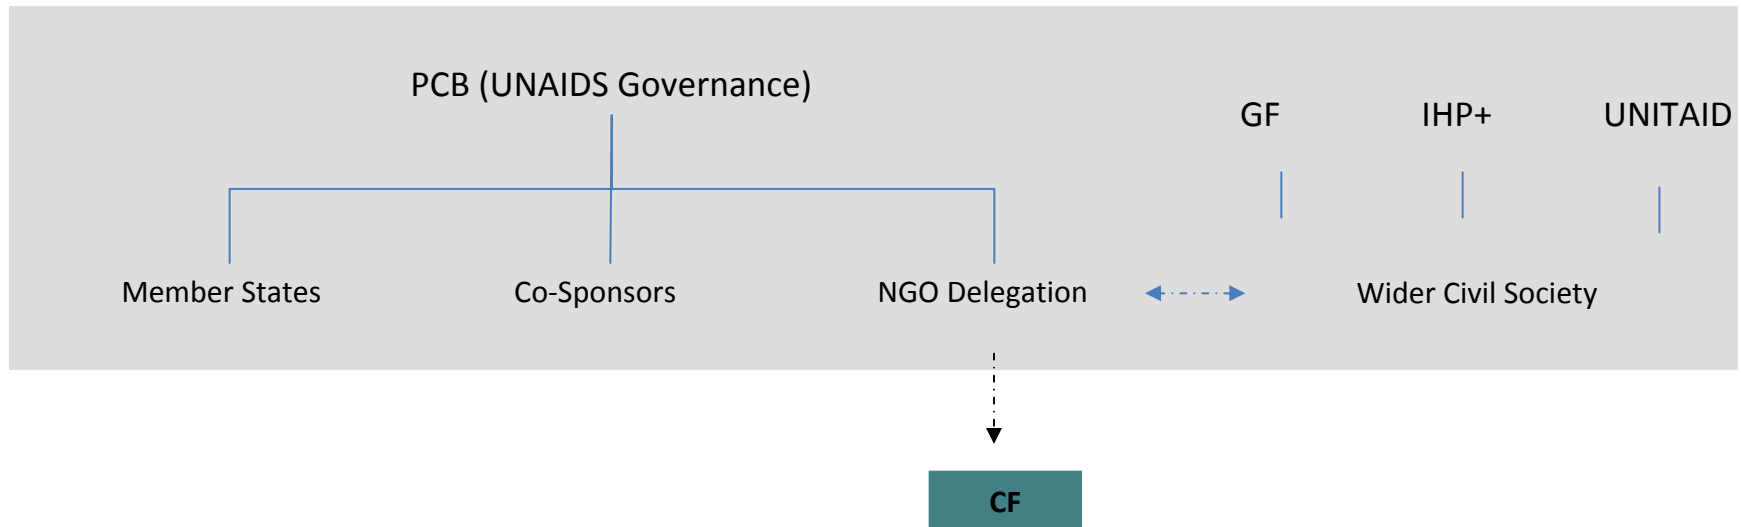 PCB (UNAIDS Governance)
GF
IHP+
UNITAID
Member States
Co-Sponsors
NGO Delegation
Wider Civil Society
CF